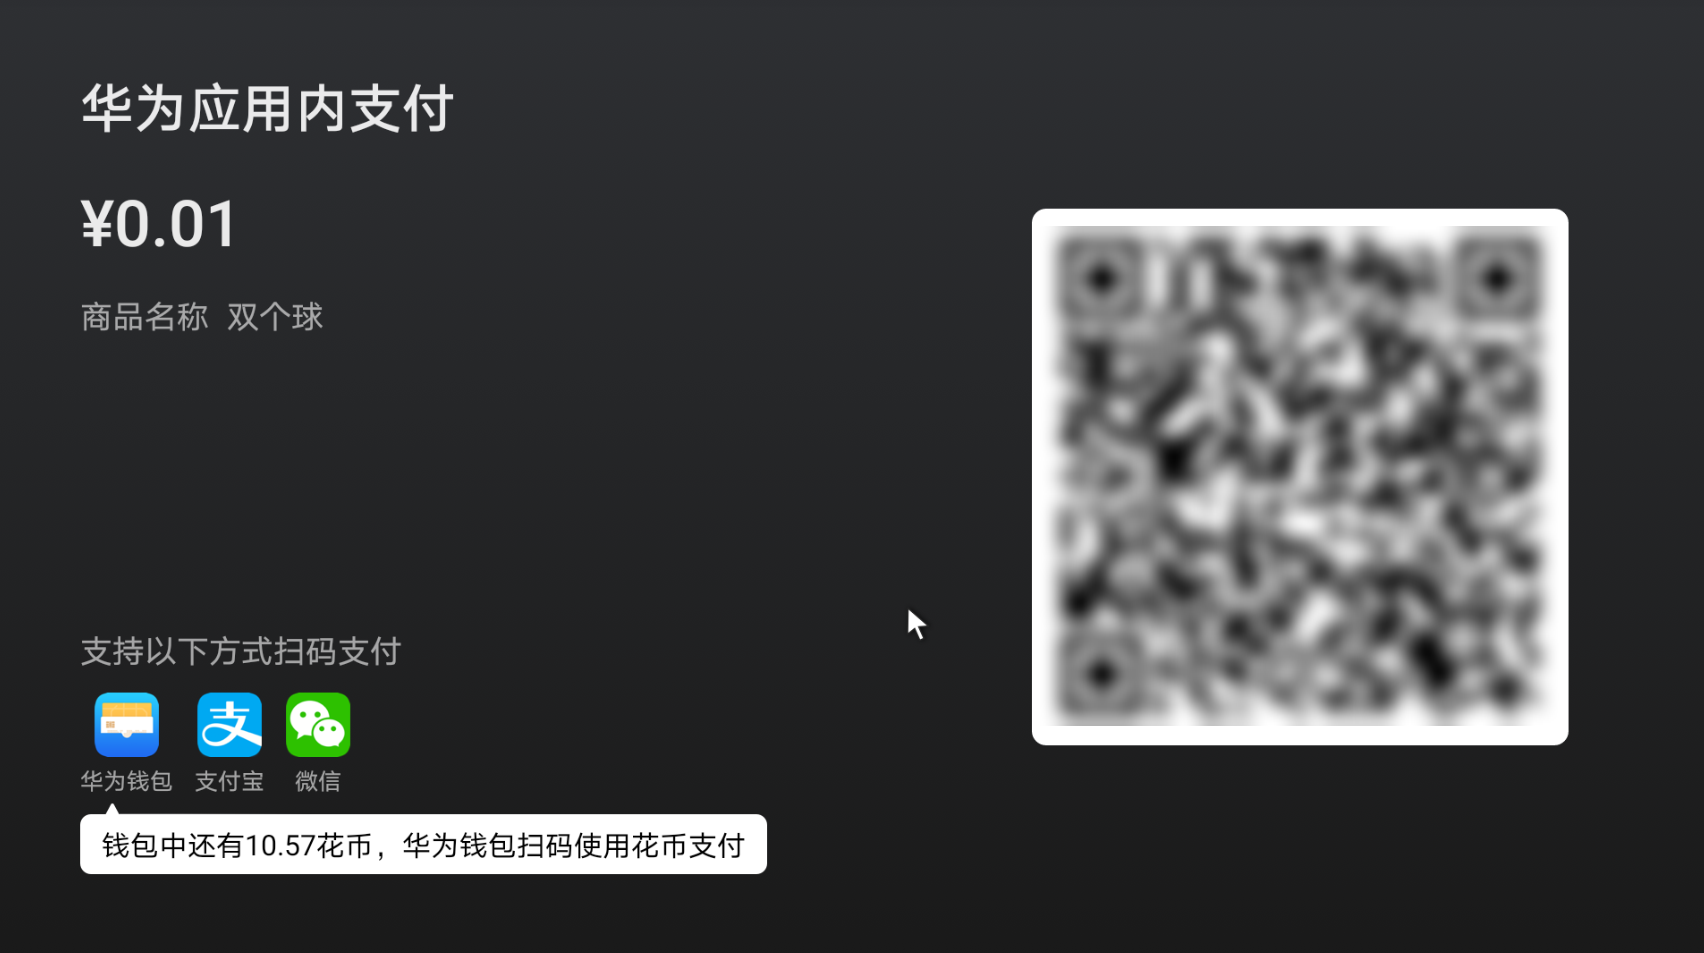 华为应用内支付
¥0.01
商品名称 双个球
支持以下方式扫码支付
支
华为钱包 支付宝 微信
钱包中还有10.57花币，华为钱包扫码使用花币支付